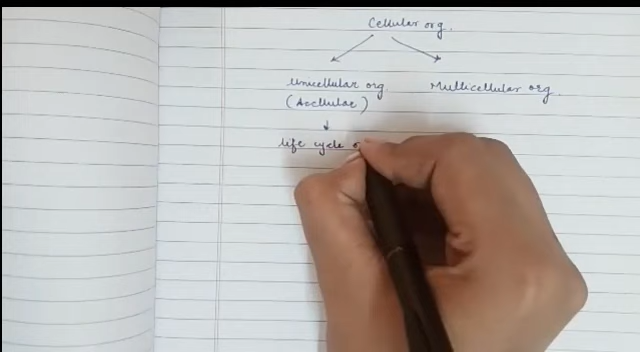 Cellular org.
Unicellular org Multicellular org.
(Acellular)
life cycle